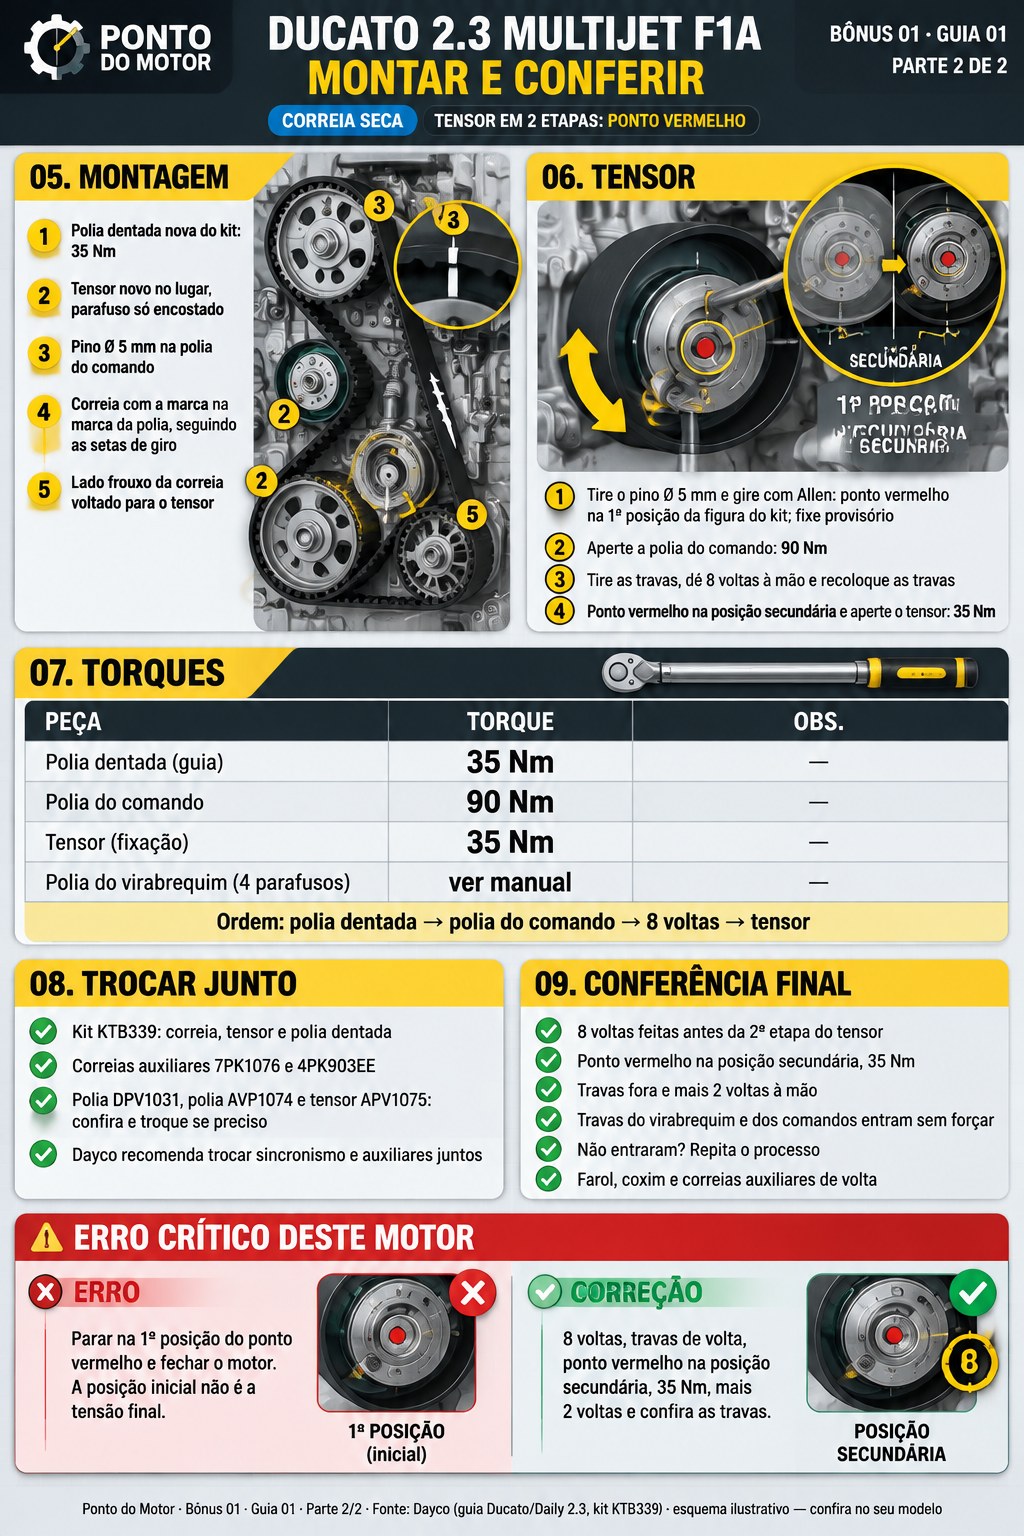 PONTO
DO MOTOR
DUCATO 2.3 MULTIJET F1A
MONTAR E CONFERIR
BÔNUS 01 · GUIA 01
PARTE 2 DE 2
CORREIA SECA
TENSOR EM 2 ETAPAS: PONTO VERMELHO
05. MONTAGEM
1
Polia dentada nova do kit:
35 Nm
2
Tensor novo no lugar,
parafuso só encostado
3
Pino Ø 5 mm na polia
do comando
4
Correia com a marca na
marca da polia, seguindo
as setas de giro
5
Lado frouxo da correia
voltado para o tensor
3
3
2
2
5
06. TENSOR
SECUNDÁRIA
1
Tire o pino Ø 5 mm e gire com Allen: ponto vermelho
na 1ª posição da figura do kit; fixe provisório
2
Aperte a polia do comando: 90 Nm
3
Tire as travas, dé 8 voltas à mão e recoloque as travas
4
Ponto vermelho na posição secundária e aperte o tensor: 35 Nm
07. TORQUES
PEÇA TORQUE OBS.
Polia dentada (guia) 35 Nm —
Polia do comando 90 Nm —
Tensor (fixação) 35 Nm —
Polia do virabrequim (4 parafusos) ver manual —
Ordem: polia dentada → polia do comando → 8 voltas → tensor
08. TROCAR JUNTO
Kit KTB339: correia, tensor e polia dentada
Correias auxiliares 7PK1076 e 4PK903EE
Polia DPV1031, polia AVP1074 e tensor APV1075:
confira e troque se preciso
Dayco recomenda trocar sincronismo e auxiliares juntos
09. CONFERÊNCIA FINAL
8 voltas feitas antes da 2ª etapa do tensor
Ponto vermelho na posição secundária, 35 Nm
Travas fora e mais 2 voltas à mão
Travas do virabrequim e dos comandos entram sem forçar
Não entraram? Repita o processo
Farol, coxim e correias auxiliares de volta
ERRO CRÍTICO DESTE MOTOR
ERRO
Parar na 1ª posição do ponto
vermelho e fechar o motor.
A posição inicial não é a
tensão final.
1ª POSIÇÃO
(inicial)
CORREÇÃO
8 voltas, travas de volta,
ponto vermelho na posição
secundária, 35 Nm, mais
2 voltas e confira as travas.
8
POSIÇÃO
SECUNDÁRIA
Ponto do Motor · Bônus 01 · Guia 01 · Parte 2/2 · Fonte: Dayco (guia Ducato/Daily 2.3, kit KTB339) · esquema ilustrativo — confira no seu modelo